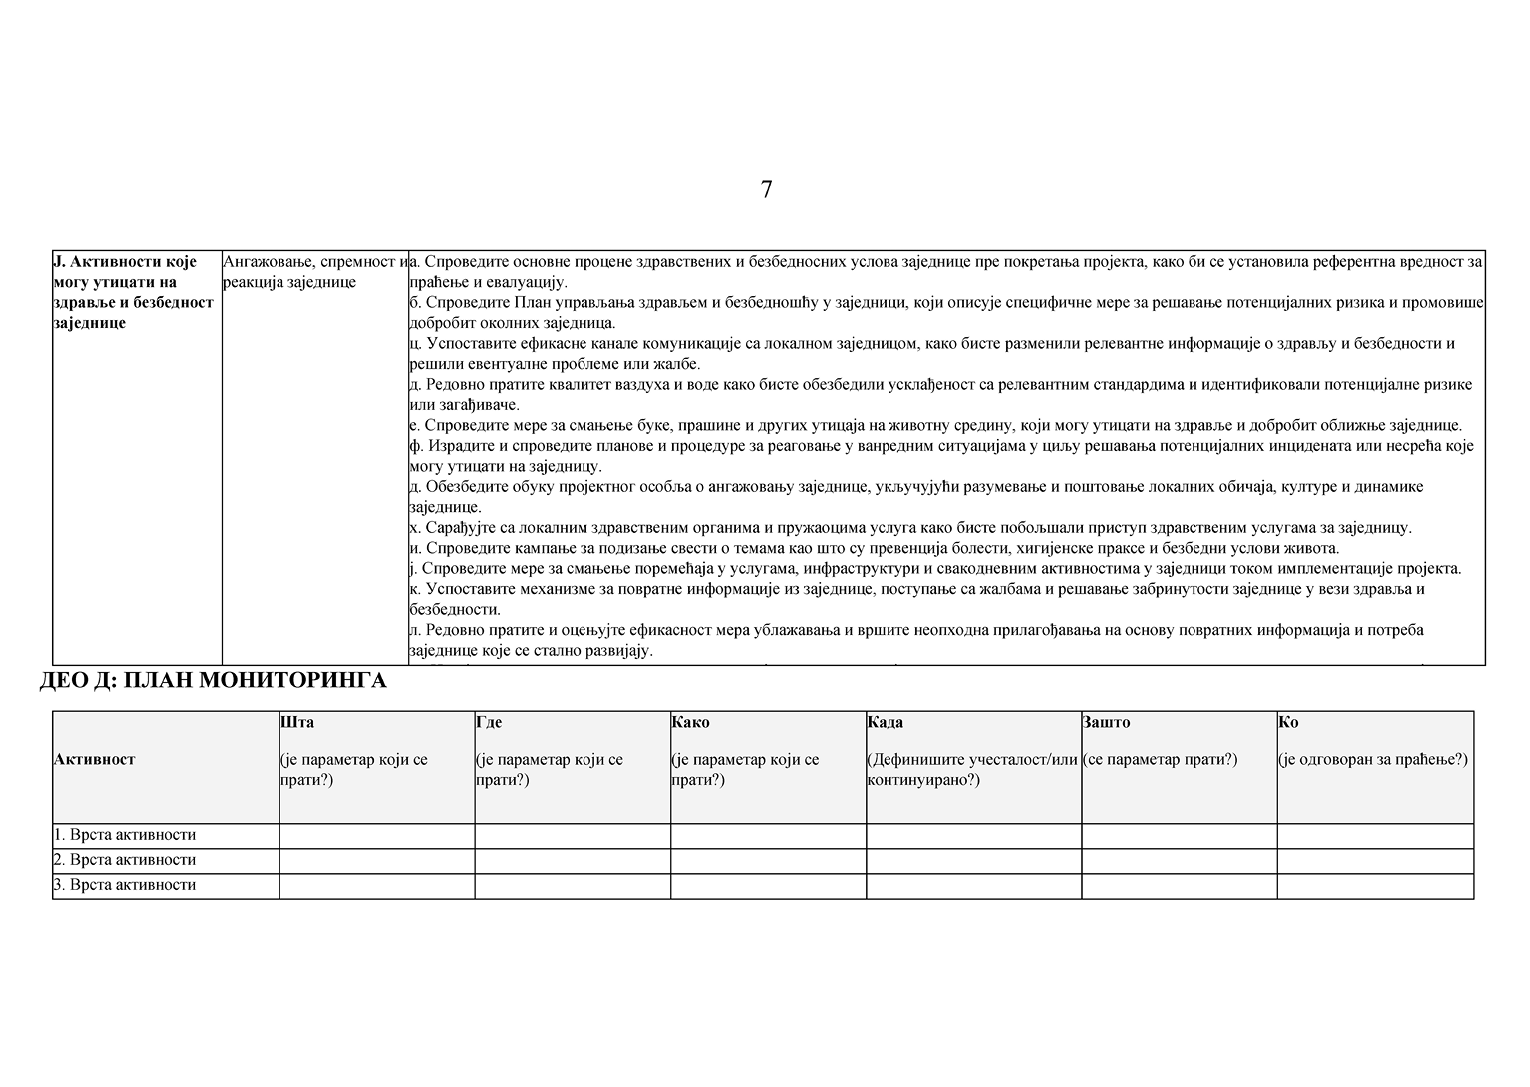 7
Ј. Активности које
могу утицати на
здравље и безбедност
заједнице
Ангажовање, спремност и
реакција заједнице
а. Спроведите основне процене здравствених и безбедносних услова заједнице пре покретања пројекта, како би се установила референтна вредност за
праћење и евалуацију.
б. Спроведите План управљања здрављем и безбедношћу у заједници, који описује специфичне мере за решавање потенцијалних ризика и промовише
добробит околних заједница.
ц. Успоставите ефикасне канале комуникације са локалном заједницом, како бисте разменили релевантне информације о здрављу и безбедности и
решили евентуалне проблеме или жалбе.
д. Редовно пратите квалитет ваздуха и воде како бисте обезбедили усклађеност са релевантним стандардима и идентификовали потенцијалне ризике
или загађиваче.
е. Спроведите мере за смањење буке, прашине и других утицаја на животну средину, који могу утицати на здравље и добробит оближње заједнице.
ф. Израдите и спроведите планове и процедуре за реаговање у ванредним ситуацијама у циљу решавања потенцијалних инцидената или несрећа које
могу утицати на заједницу.
д. Обезбедите обуку пројектног особља о ангажовању заједнице, укључујући разумевање и поштовање локалних обичаја, културе и динамике
заједнице.
х. Сарађујте са локалним здравственим органима и пружаоцима услуга како бисте побољшали приступ здравственим услугама за заједницу.
и. Спроведите кампање за подизање свести о темама као што су превенција болести, хигијенске праксе и безбедни услови живота.
ј. Спроведите мере за смањење поремећаја у услугама, инфраструктури и свакодневним активностима у заједници током имплементације пројекта.
к. Успоставите механизме за повратне информације из заједнице, поступање са жалбама и решавање забринутости заједнице у вези здравља и
безбедности.
л. Редовно пратите и оцењујте ефикасност мера ублажавања и вршите неопходна прилагођавања на основу повратних информација и потреба
заједнице које се стално развијају.
ДЕО Д: ПЛАН МОНИТОРИНГА
Активност
Шта
(је параметар који се
прати?)
Где
(је параметар који се
прати?)
Како
(је параметар који се
прати?)
Када
(Дефинишите учесталост/или
континуирано?)
Зашто
(се параметар прати?)
Ко
(је одговоран за праћење?)
1. Врста активности
2. Врста активности
3. Врста активности